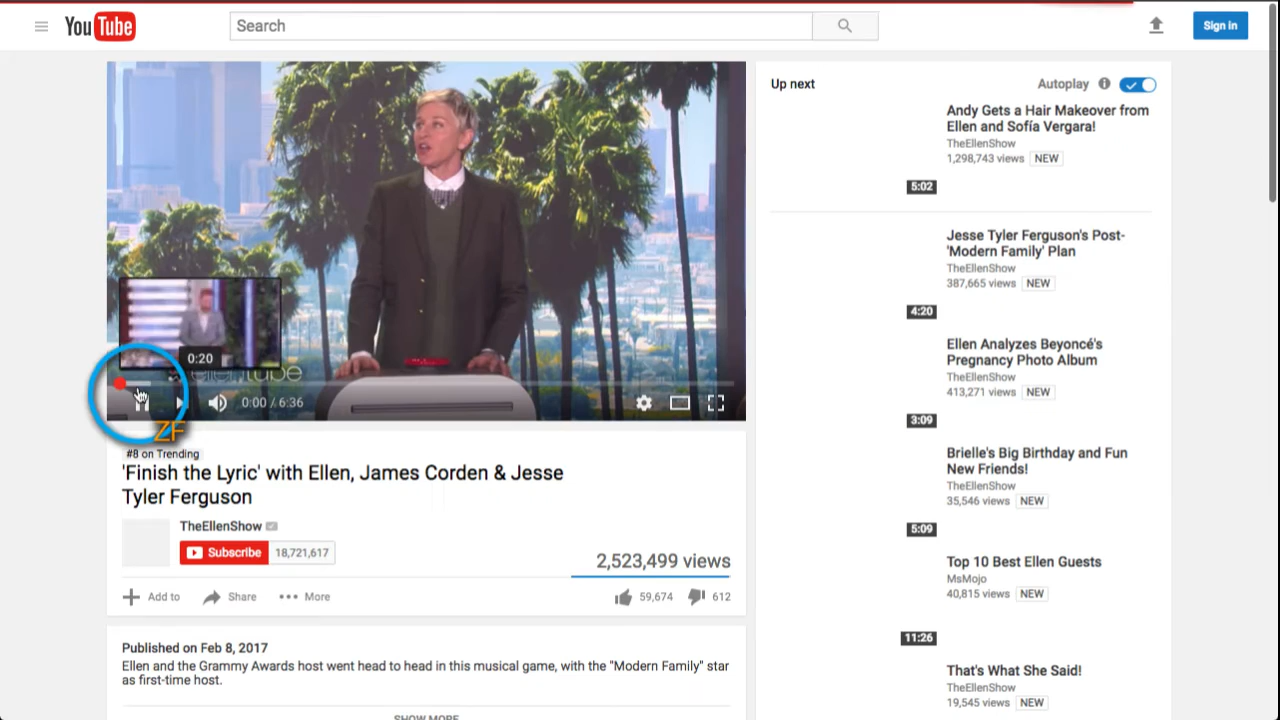 YouTube
Search
Sign in
Up next
Autoplay
Andy Gets a Hair Makeover from
Ellen and Sofía Vergara!
TheEllenShow
1,298,743 views NEW
5:02
Jesse Tyler Ferguson's Post-
'Modern Family' Plan
TheEllenShow
387,665 views NEW
4:20
Ellen Analyzes Beyoncé's
Pregnancy Photo Album
TheEllenShow
413,271 views NEW
3:09
Brielle's Big Birthday and Fun
New Friends!
TheEllenShow
35,546 views NEW
5:09
Top 10 Best Ellen Guests
MsMojo
40,815 views NEW
11:26
That's What She Said!
TheEllenShow
19,545 views NEW
0:20
ellentube
0:00 / 6:36
ZF
#8 on Trending
'Finish the Lyric' with Ellen, James Corden & Jesse
Tyler Ferguson
TheEllenShow
Subscribe 18,721,617
2,523,499 views
Add to Share More 59,674 612
Published on Feb 8, 2017
Ellen and the Grammy Awards host went head to head in this musical game, with the "Modern Family" star
as first-time host.
SHOW MORE